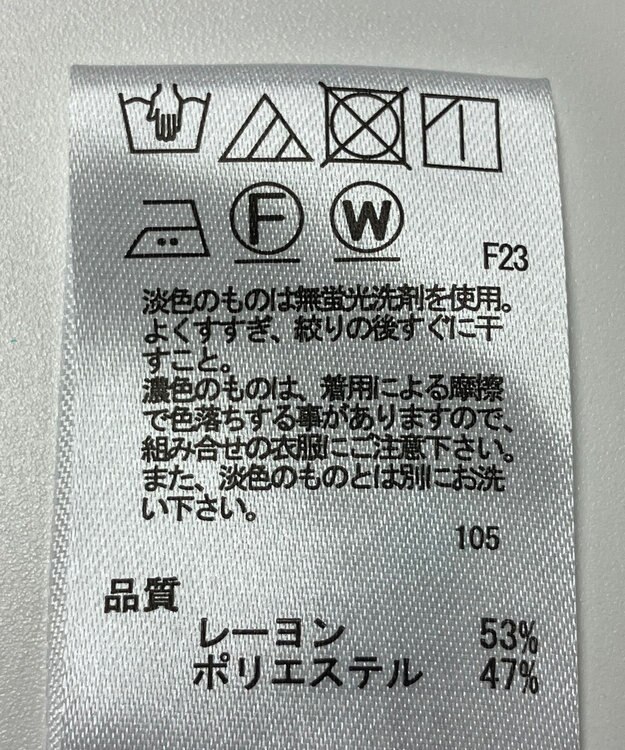 F W
F23
淡色のものは無蛍光洗剤を使用。
よくすすぎ、絞りの後すぐに干
すこと。
濃色のものは、着用による摩擦
で色落ちする事がありますので、
組み合せの衣服にご注意下さい。
また、淡色のものとは別にお洗
い下さい。
105
品質
レーヨン 53%
ポリエステル 47%